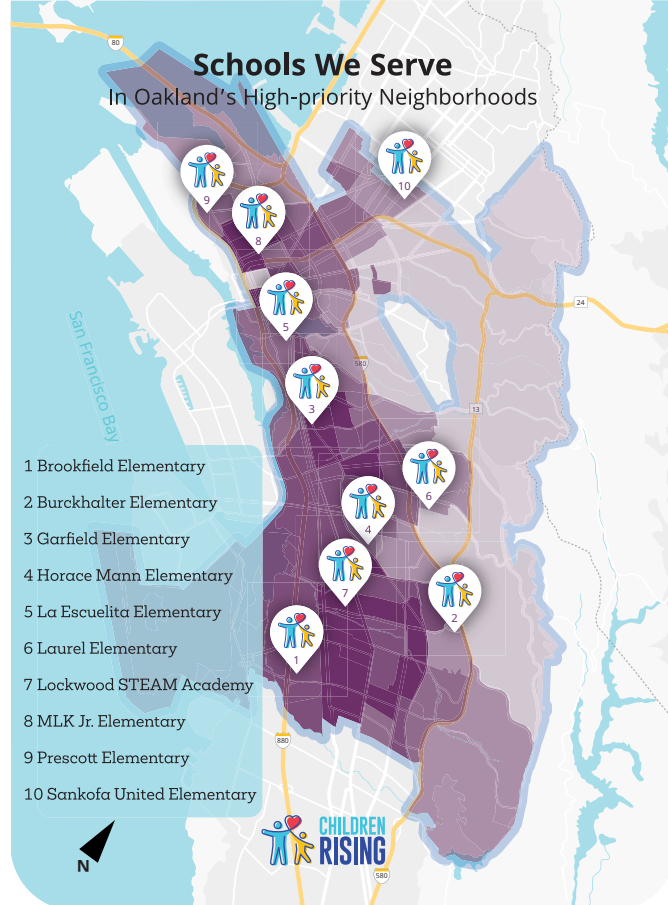 80
Schools We Serve
In Oakland's High-priority Neighborhoods
9
10
8
5
24
San Francisco Bay
580
3
13
6
4
7
2
1
1 Brookfield Elementary
2 Burckhalter Elementary
3 Garfield Elementary
4 Horace Mann Elementary
5 La Escuelita Elementary
6 Laurel Elementary
7 Lockwood STEAM Academy
8 MLK Jr. Elementary
9 Prescott Elementary
10 Sankofa United Elementary
880
CHILDREN
RISING
N
580